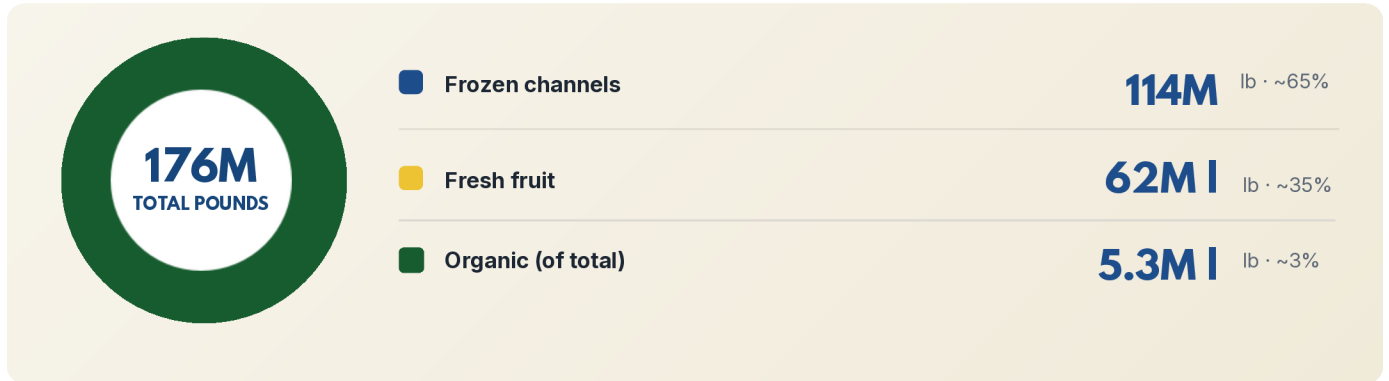 176M
TOTAL POUNDS
Frozen channels 114M lb · ~65%
Fresh fruit 62M l lb · ~35%
Organic (of total) 5.3M l lb · ~3%